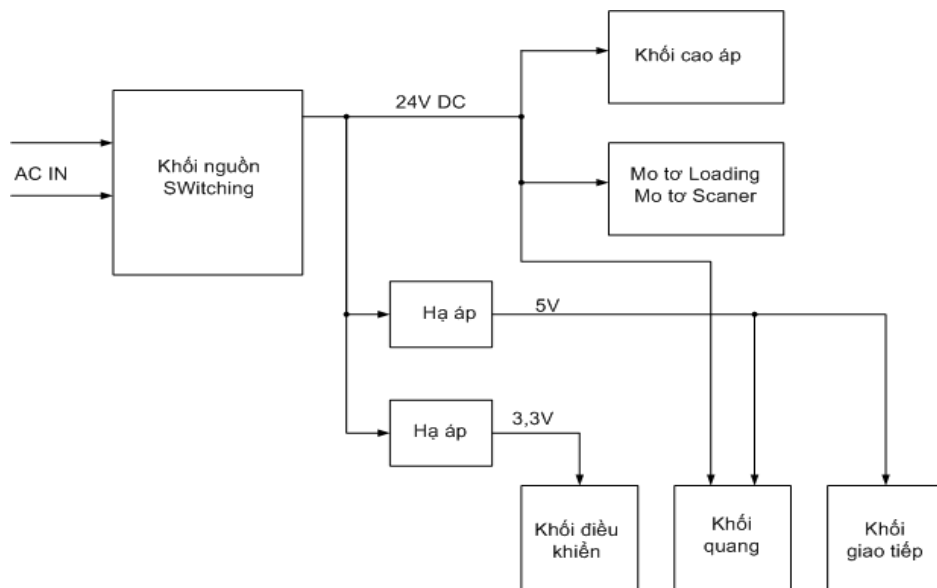 Khối cao áp
24V DC
Khối nguồn
SWitching
AC IN
Mo tơ Loading
Mo tơ Scaner
Hạ áp
5V
Hạ áp
3,3V
Khối điều
khiển
Khối
quang
Khối
giao tiếp